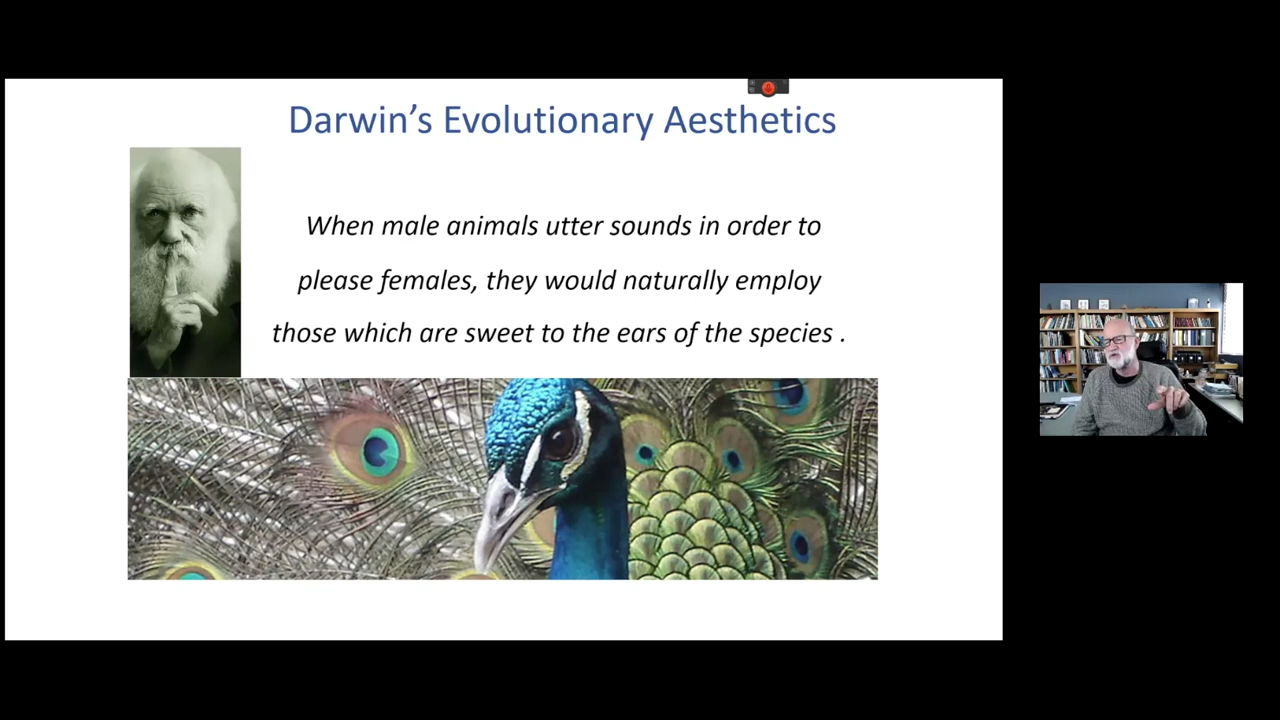 Darwin’s Evolutionary Aesthetics
When male animals utter sounds in order to
please females, they would naturally employ
those which are sweet to the ears of the species .